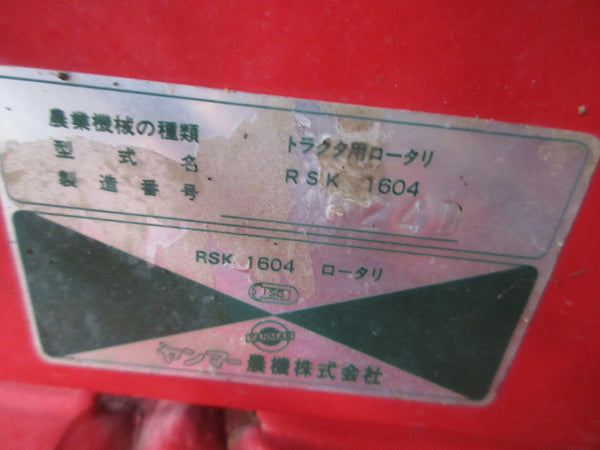 農業機械の種類 トラクタ用ロータリ
型式名 RSK 1604
製造番号
RSK 1604 ロータリ
YANMAR
ヤンマー農機株式会社